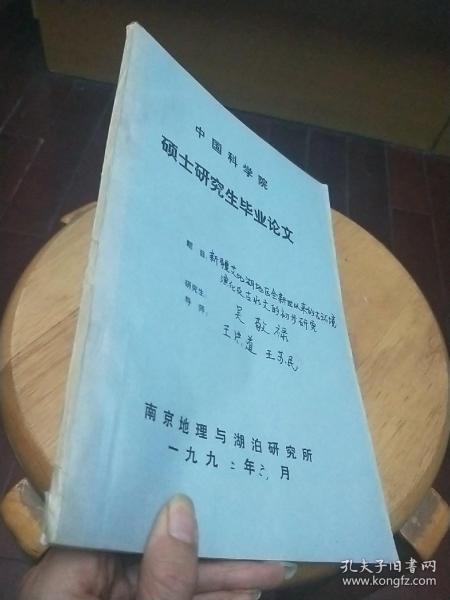 中国科学院
硕士研究生毕业论文
题目：新疆艾比湖地区全新世以来的古环境
演化及古水文的初步研究
研究生：吴敬禄
导师：王洪道 王苏民
南京地理与湖泊研究所
一九九二年六月
孔夫子旧书网
www.kongfz.com